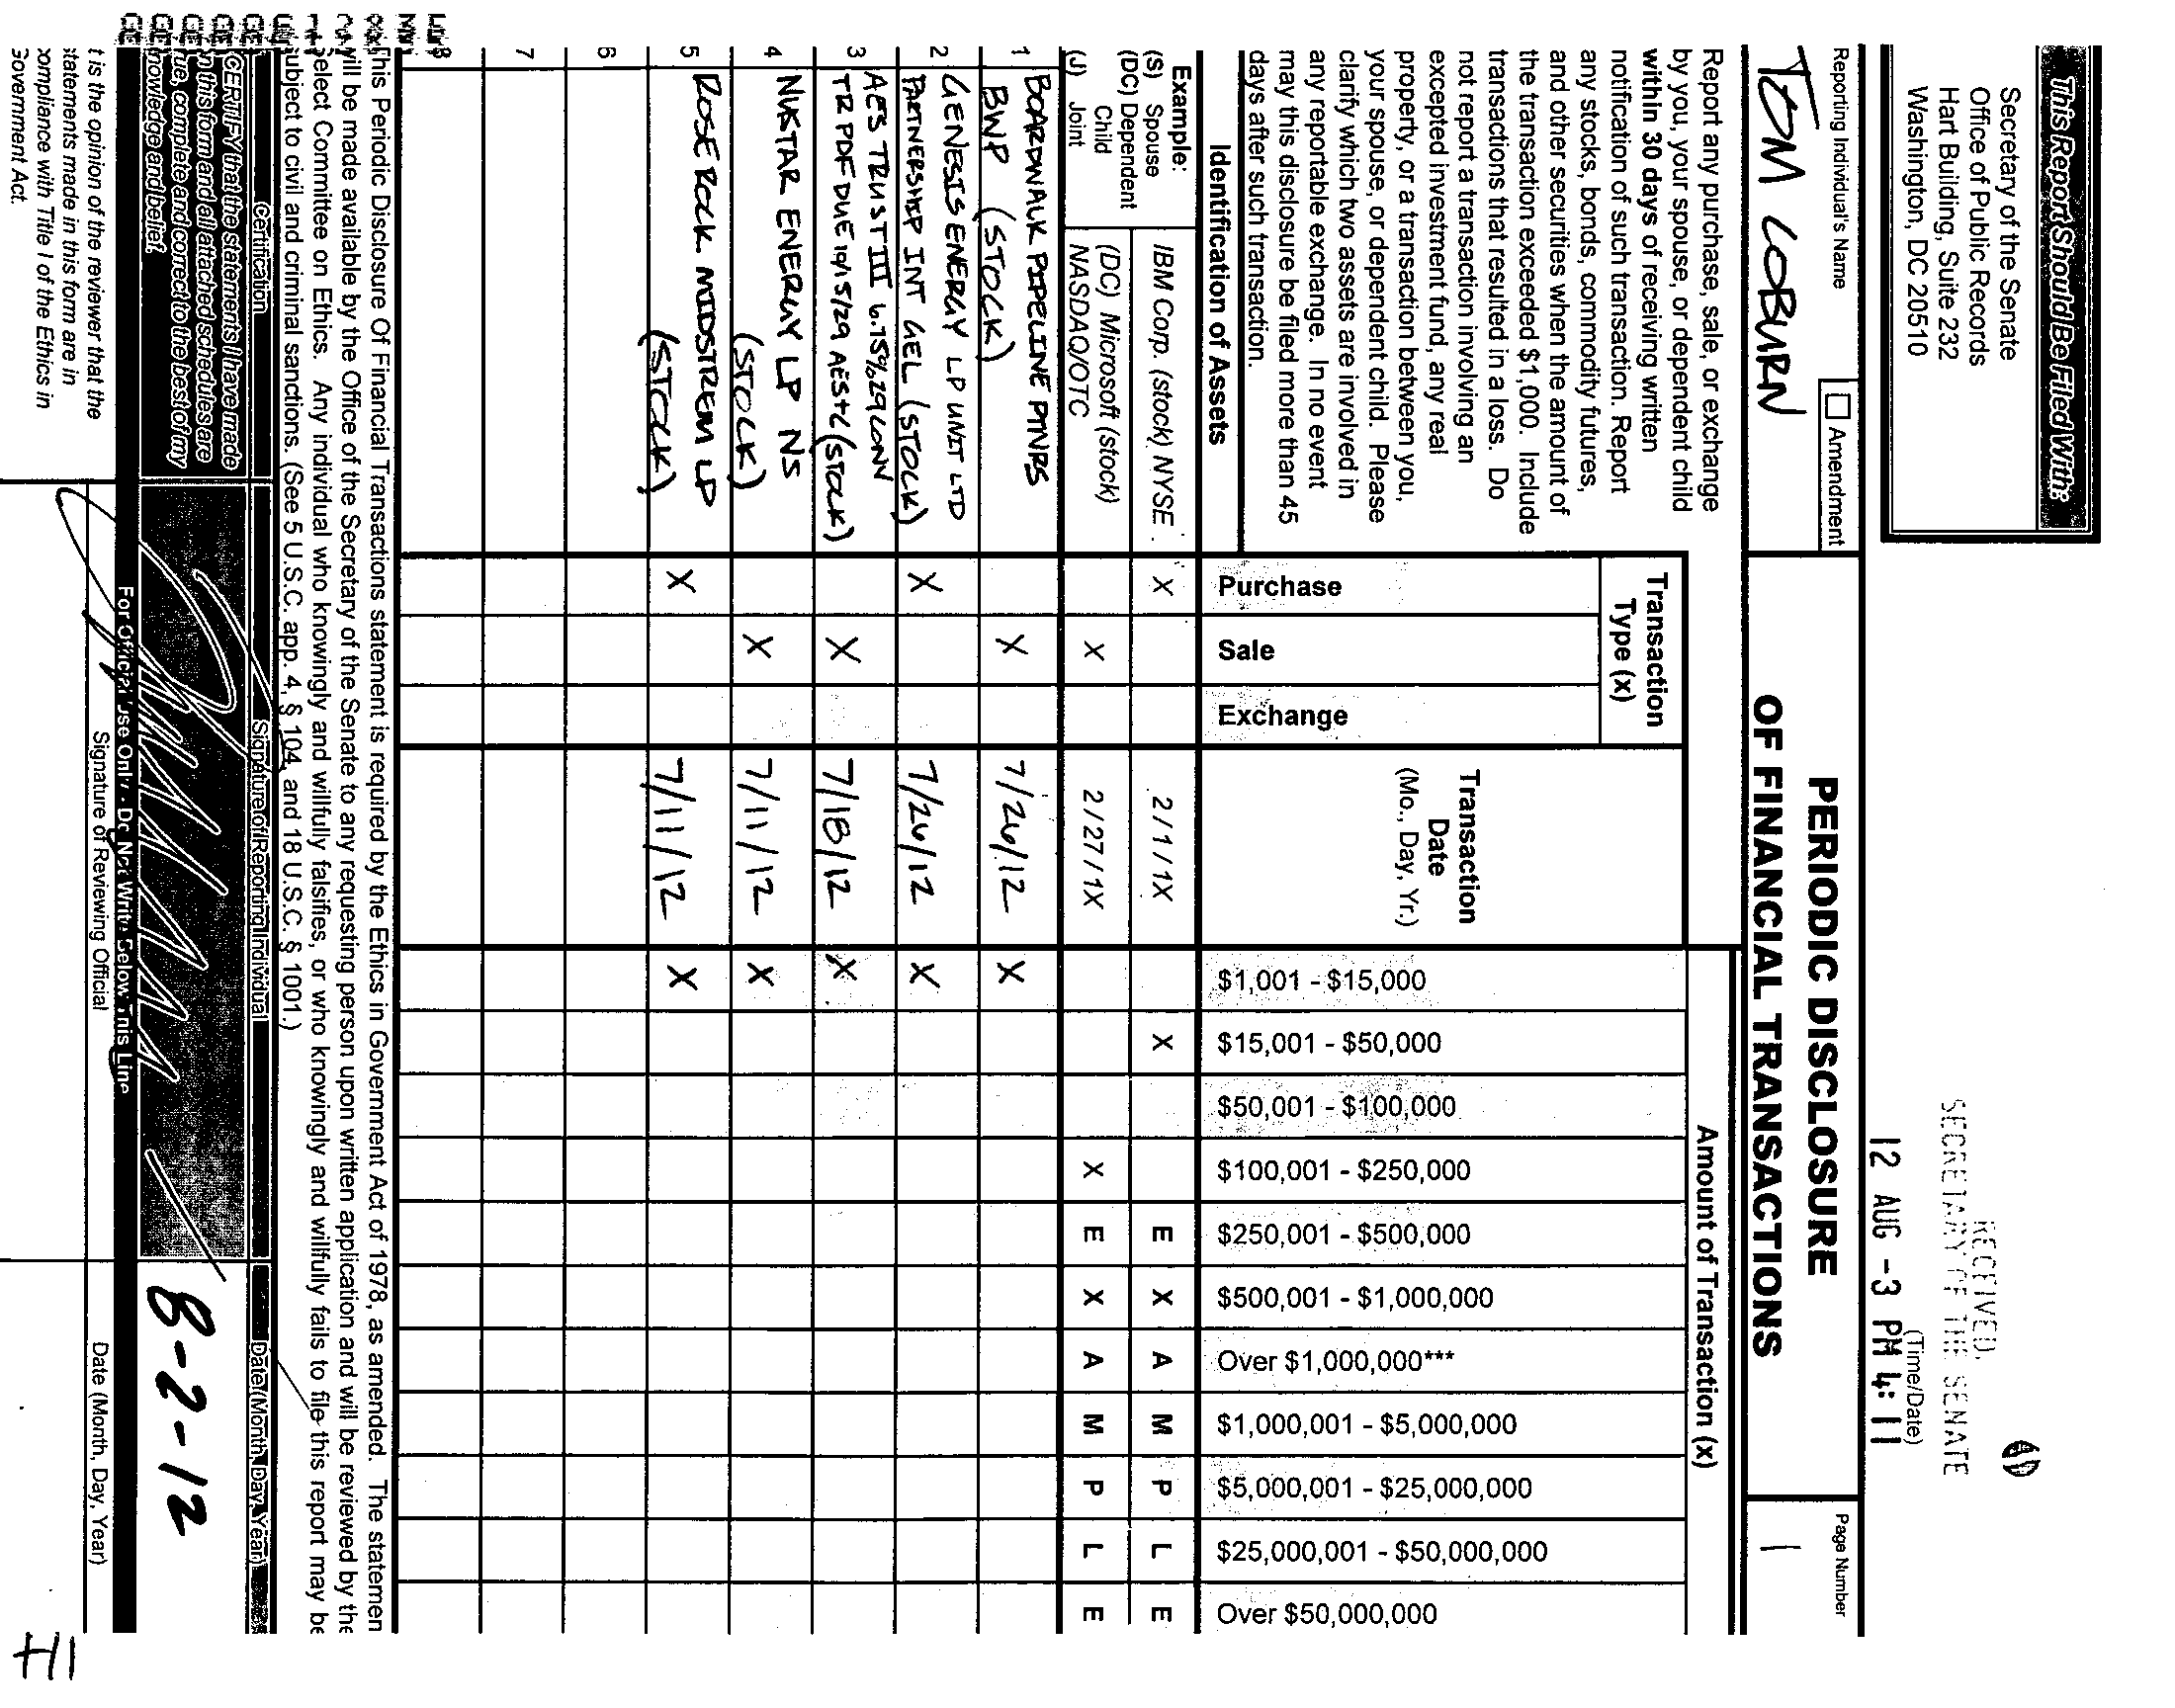 This Report Should Be Filed With:
Secretary of the Senate
Office of Public Records
Hart Building, Suite 232
Washington, DC 20510
RECEIVED
SECRETARY OF THE SENATE
(Time/Date)
12 AUG -3 PM 4: 11
Reporting Individual's Name
TOM COBURN
Amendment
PERIODIC DISCLOSURE
OF FINANCIAL TRANSACTIONS
Page Number
1
Report any purchase, sale, or exchange
by you, your spouse, or dependent child
within 30 days of receiving written
notification of such transaction. Report
any stocks, bonds, commodity futures,
and other securities when the amount of
the transaction exceeded $1,000. Include
transactions that resulted in a loss. Do
not report a transaction involving an
excepted investment fund, any real
property, or a transaction between you,
your spouse, or dependent child. Please
clarify which two assets are involved in
any reportable exchange. In no event
may this disclosure be filed more than 45
days after such transaction.
Identification of Assets
Transaction
Type (x)
Purchase
Sale
Exchange
Transaction
Date
(Mo., Day, Yr.)
Amount of Transaction (x)
$1,001 - $15,000
$15,001 - $50,000
$50,001 - $100,000
$100,001 - $250,000
$250,001 - $500,000
$500,001 - $1,000,000
Over $1,000,000***
$1,000,001 - $5,000,000
$5,000,001 - $25,000,000
$25,000,001 - $50,000,000
Over $50,000,000
Example:
(S) Spouse
(DC) Dependent
Child
(J) Joint
IBM Corp. (stock) NYSE X 2 / 1 / 1X X E X A M P L E
(DC) Microsoft (stock)
NASDAQ/OTC X 2 / 27 / 1X X E X A M P L E
1 BOARDWALK PIPELINE PTNRS
BWP (STOCK) X 7/26/12 X
2 GENESIS ENERGY LP UNIT LTD
PARTNERSHIP INT GEL (STOCK) X 7/26/12 X
3 AES TRUST III 6.75% 29 CONV
TR PDF DUE 10/15/29 AES+C (STOCK) X 7/18/12 X
4 NUSTAR ENERGY LP NS
(STOCK) X 7/11/12 X
5 ROSE ROCK MIDSTREM LP
(STOCK) X 7/11/12 X
6
7
8
This Periodic Disclosure Of Financial Transactions statement is required by the Ethics in Government Act of 1978, as amended. The statemen
will be made available by the Office of the Secretary of the Senate to any requesting person upon written application and will be reviewed by the
Select Committee on Ethics. Any individual who knowingly and willfully falsifies, or who knowingly and willfully fails to file this report may be
subject to civil and criminal sanctions. (See 5 U.S.C. app. 4, § 104, and 18 U.S.C. § 1001.)
Certification
Signature of Reporting Individual
Date (Month, Day, Year)
I CERTIFY that the statements I have made
on this form and all attached schedules are
true, complete and correct to the best of my
knowledge and belief.
8-2-12
For Official Use Only - Do Not Write Below This Line
t is the opinion of the reviewer that the
statements made in this form are in
compliance with Title I of the Ethics in
Government Act.
Signature of Reviewing Official
Date (Month, Day, Year)